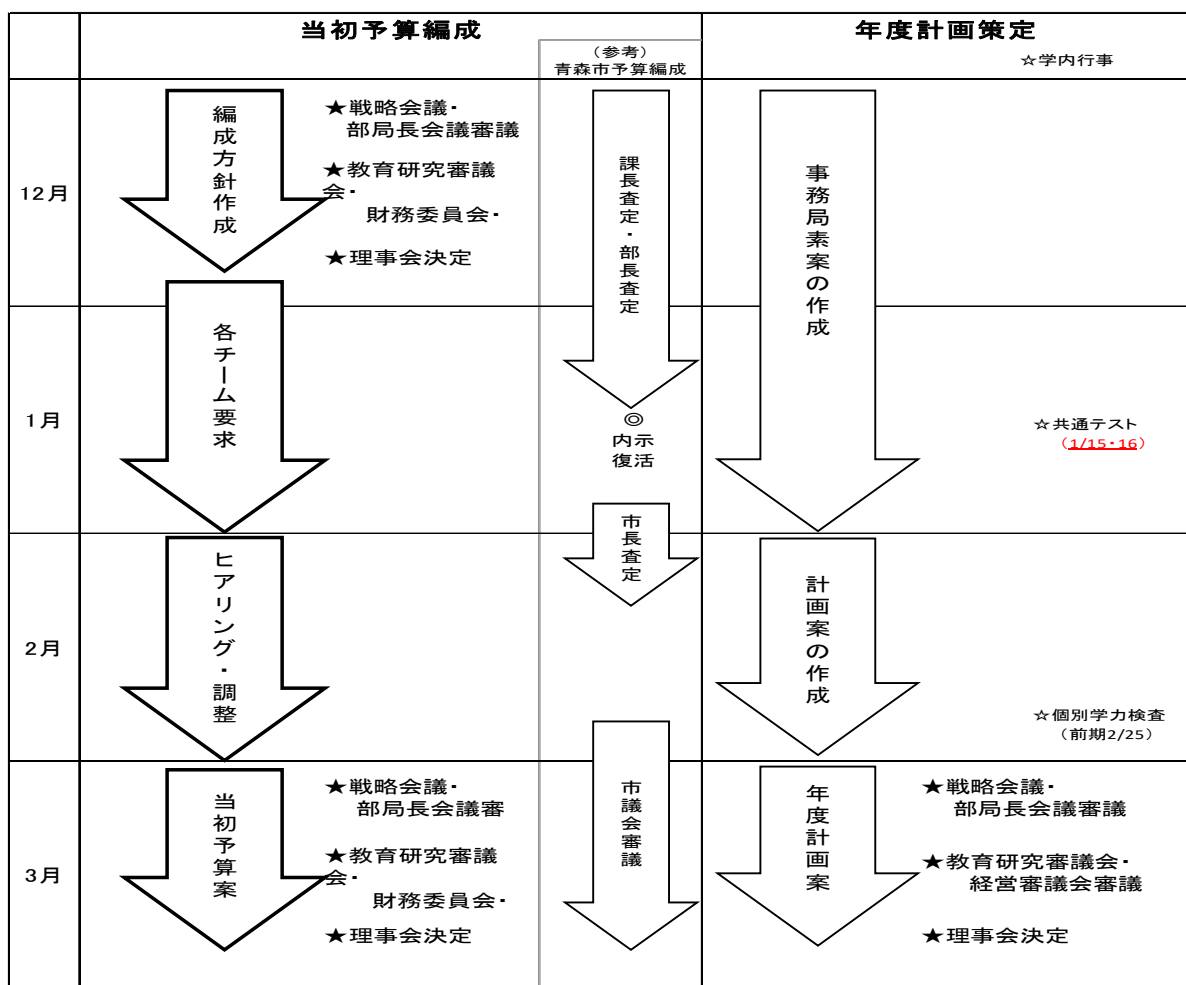 当初予算編成
(参考)
青森市予算編成
年度計画策定
☆学内行事
12月
編成方針作成
★戦略会議・
部局長会議審議
★教育研究審議
会・
財務委員会・
★理事会決定
課長査定・部長査定
事務局素案の作成
1月
各チーム要求
◎
内示
復活
☆共通テスト
(1/15・16)
市長査定
2月
ヒアリング・調整
計画案の作成
☆個別学力検査
(前期2/25)
3月
当初予算案
★戦略会議・
部局長会議審
★教育研究審議
会・
財務委員会・
★理事会決定
市議会審議
年度計画案
★戦略会議・
部局長会議審議
★教育研究審議会・
経営審議会審議
★理事会決定